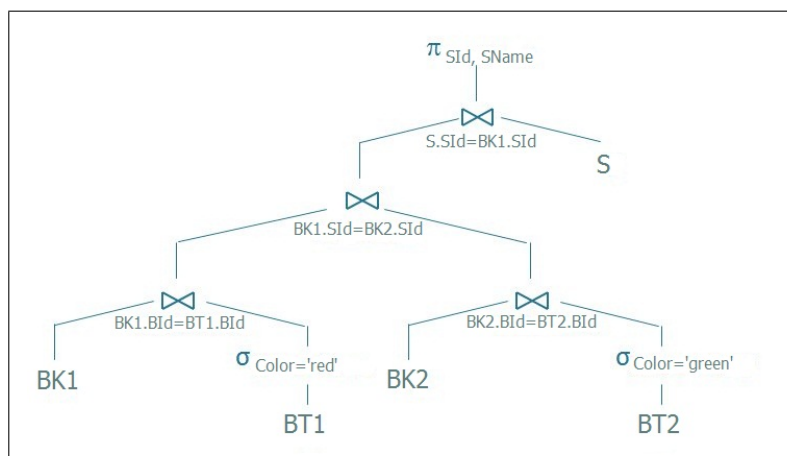 π SId, SName
S.SId=BK1.SId
S
BK1.SId=BK2.SId
BK1.BId=BT1.BId
BK2.BId=BT2.BId
BK1
σ Color='red'
BK2
σ Color='green'
BT1
BT2